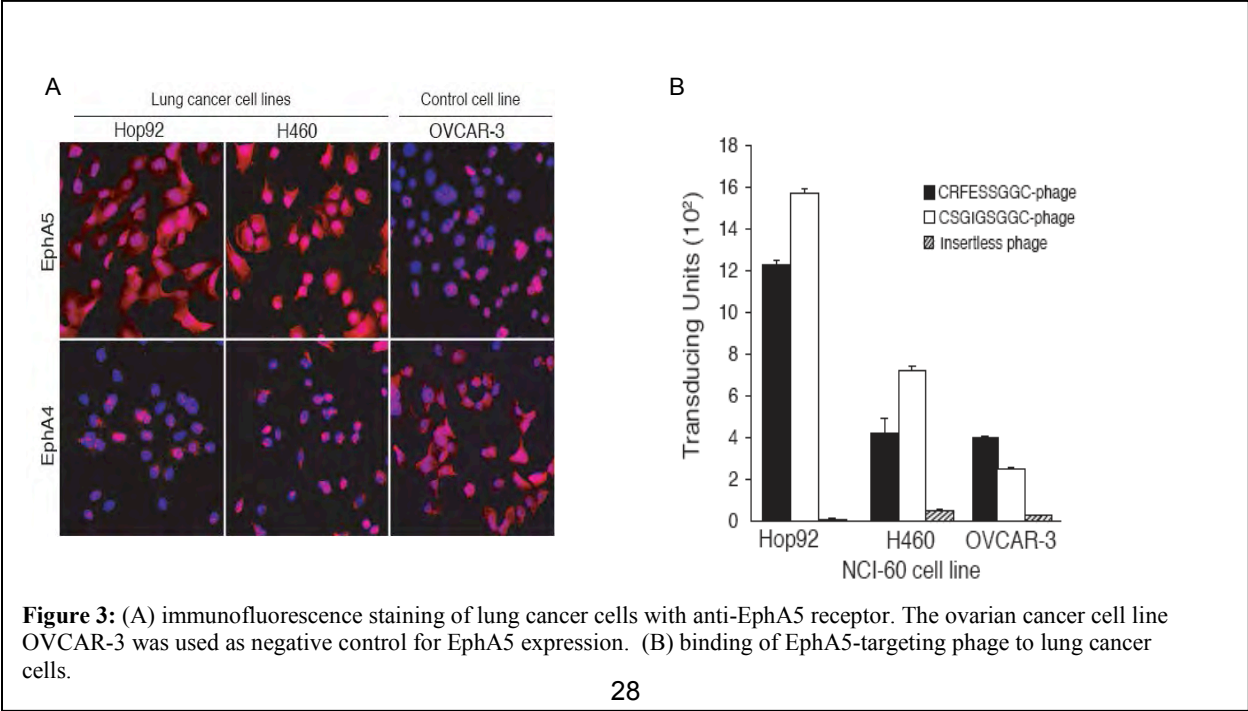 A
Lung cancer cell lines
Control cell line
Hop92
H460
OVCAR-3
EphA5
EphA4
B
Transducing Units (10²)
18
16
14
12
10
8
6
4
2
0
CRFESSGGC-phage
CSGIGSGGC-phage
Insertless phage
Hop92
H460
OVCAR-3
NCI-60 cell line
Figure 3: (A) immunofluorescence staining of lung cancer cells with anti-EphA5 receptor. The ovarian cancer cell line
OVCAR-3 was used as negative control for EphA5 expression. (B) binding of EphA5-targeting phage to lung cancer
cells.
28